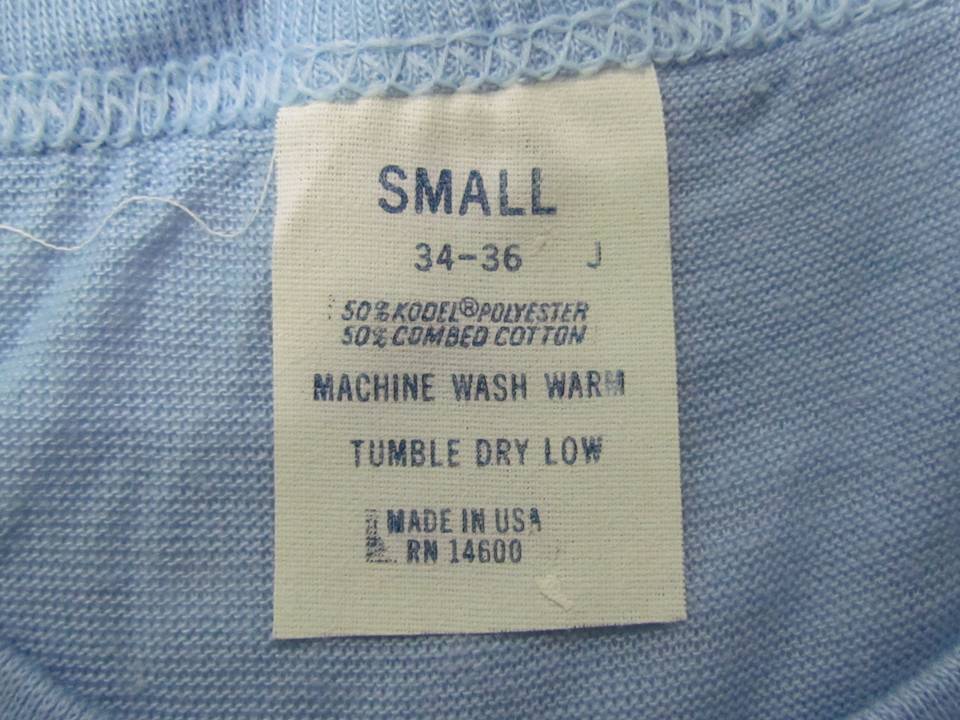 SMALL
34-36 J
50% KODEL® POLYESTER
50% COMBED COTTON
MACHINE WASH WARM
TUMBLE DRY LOW
MADE IN USA
RN 14600